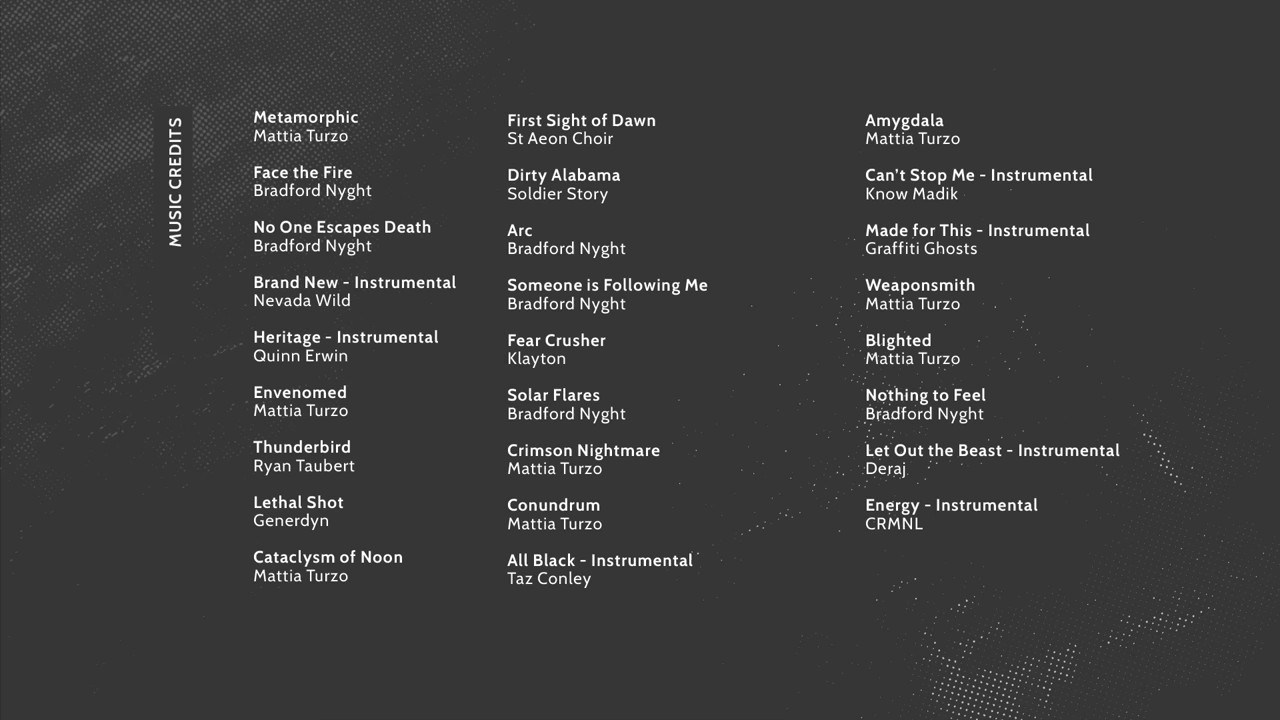 MUSIC CREDITS
Metamorphic
Mattia Turzo
Face the Fire
Bradford Nyght
No One Escapes Death
Bradford Nyght
Brand New - Instrumental
Nevada Wild
Heritage - Instrumental
Quinn Erwin
Envenomed
Mattia Turzo
Thunderbird
Ryan Taubert
Lethal Shot
Generdyn
Cataclysm of Noon
Mattia Turzo
First Sight of Dawn
St Aeon Choir
Dirty Alabama
Soldier Story
Arc
Bradford Nyght
Someone is Following Me
Bradford Nyght
Fear Crusher
Klayton
Solar Flares
Bradford Nyght
Crimson Nightmare
Mattia Turzo
Conundrum
Mattia Turzo
All Black - Instrumental
Taz Conley
Amygdala
Mattia Turzo
Can't Stop Me - Instrumental
Know Madik
Made for This - Instrumental
Graffiti Ghosts
Weaponsmith
Mattia Turzo
Blighted
Mattia Turzo
Nothing to Feel
Bradford Nyght
Let Out the Beast - Instrumental
Deraj
Energy - Instrumental
CRMNL